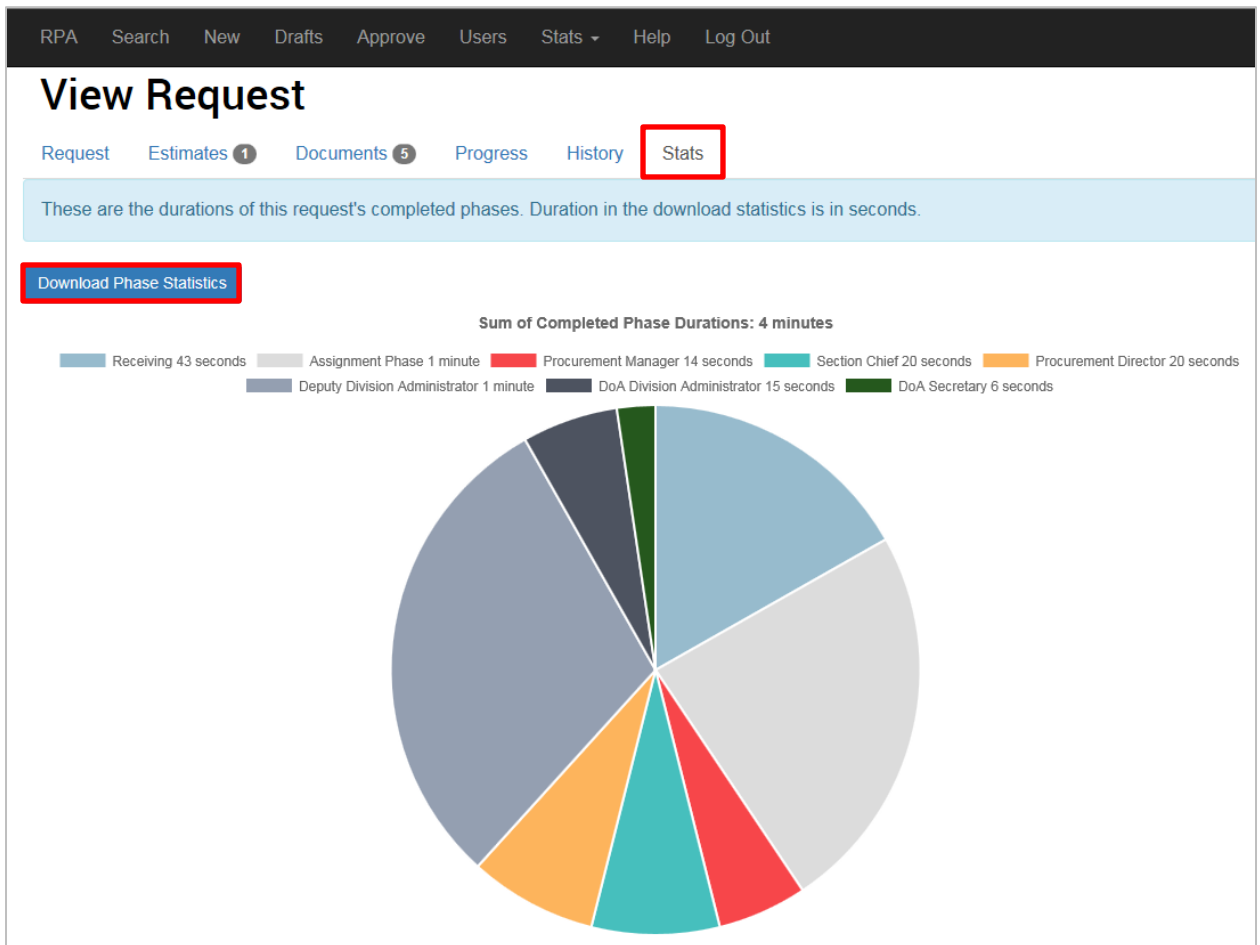 RPA Search New Drafts Approve Users Stats Help Log Out
View Request
Request Estimates 1 Documents 5 Progress History Stats
These are the durations of this request's completed phases. Duration in the download statistics is in seconds.
Download Phase Statistics
Sum of Completed Phase Durations: 4 minutes
Receiving 43 seconds Assignment Phase 1 minute Procurement Manager 14 seconds Section Chief 20 seconds Procurement Director 20 seconds
Deputy Division Administrator 1 minute DoA Division Administrator 15 seconds DoA Secretary 6 seconds